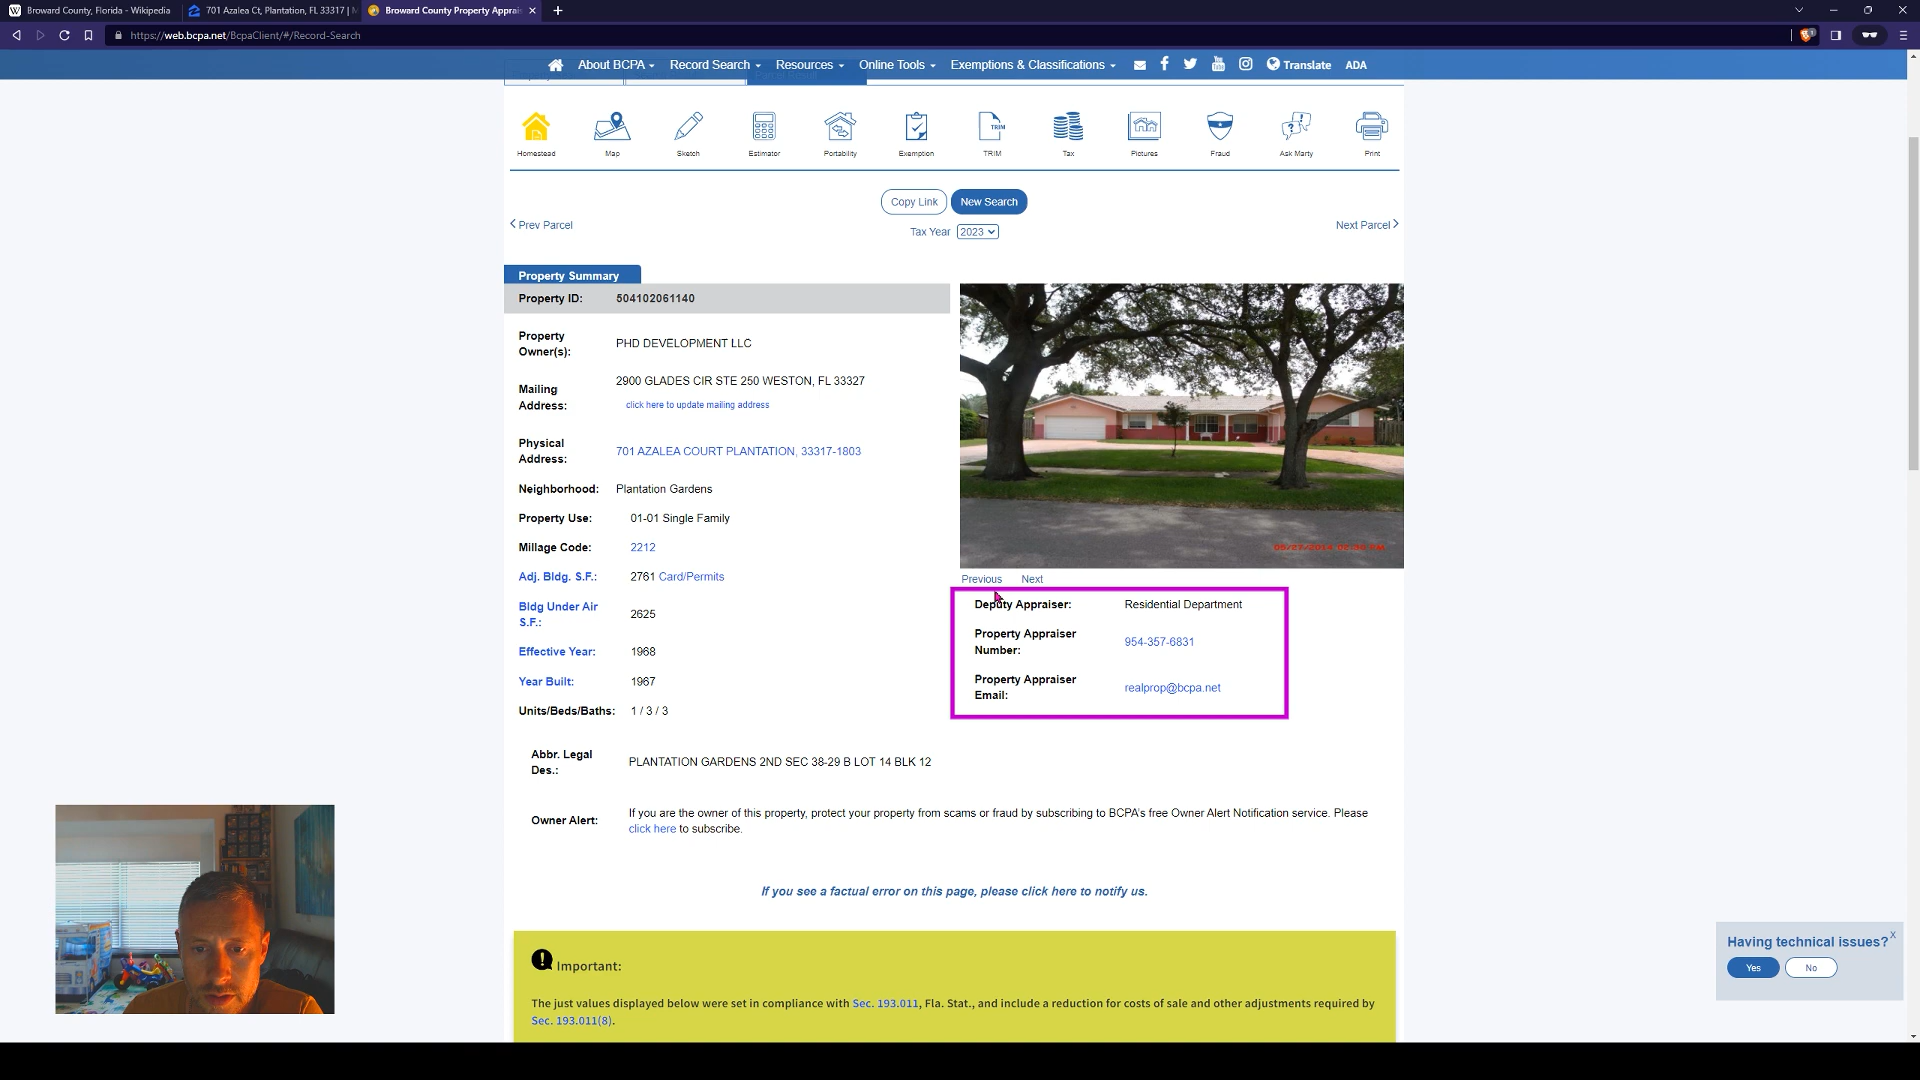 Broward County, Florida - Wikipedia
701 Azalea Ct, Plantation, FL 33317 |
Broward County Property Apprai
https://web.bcpa.net/BcpaClient/#/Record-Search
About BCPA
Record Search
Resources
Online Tools
Exemptions & Classifications
Translate
ADA
Homestead
Map
Sketch
Estimator
Portability
Exemption
TRIM
Tax
Pictures
Fraud
Ask Marty
Print
Copy Link
New Search
Prev Parcel
Tax Year 2023
Next Parcel
Property Summary
Property ID: 504102061140
Property
Owner(s):
PHD DEVELOPMENT LLC
Mailing
Address:
2900 GLADES CIR STE 250 WESTON, FL 33327
click here to update mailing address
Physical
Address:
701 AZALEA COURT PLANTATION, 33317-1803
Neighborhood: Plantation Gardens
Property Use: 01-01 Single Family
Millage Code: 2212
Adj. Bldg. S.F.: 2761 Card/Permits
Bldg Under Air
S.F.:
2625
Effective Year: 1968
Year Built: 1967
Units/Beds/Baths: 1 / 3 / 3
Previous Next
Deputy Appraiser: Residential Department
Property Appraiser
Number:
954-357-6831
Property Appraiser
Email:
realprop@bcpa.net
Abbr. Legal
Des.:
PLANTATION GARDENS 2ND SEC 38-29 B LOT 14 BLK 12
Owner Alert:
If you are the owner of this property, protect your property from scams or fraud by subscribing to BCPA's free Owner Alert Notification service. Please
click here to subscribe.
If you see a factual error on this page, please click here to notify us.
Important:
The just values displayed below were set in compliance with Sec. 193.011, Fla. Stat., and include a reduction for costs of sale and other adjustments required by
Sec. 193.011(8).
Having technical issues?
X
Yes
No